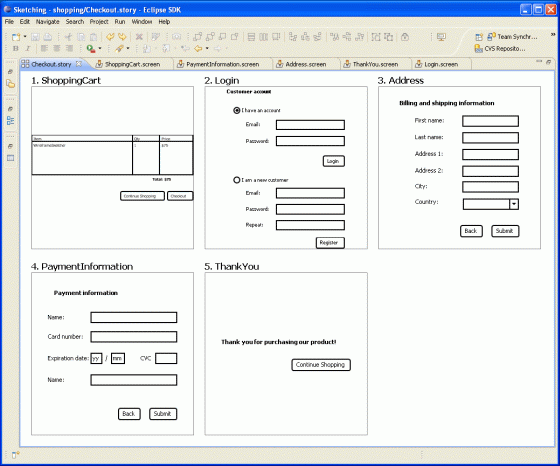 Sketching - shopping/Checkout.story - Eclipse SDK
File Edit Navigate Search Project Run Window Help
Team Synchr...
CVS Reposito...
Checkout.story ShoppingCart.screen PaymentInformation.screen Address.screen ThankYou.screen Login.screen
1. ShoppingCart
Item Qty Price
Total: $75
Continue Shopping Checkout
2. Login
Customer account
I have an account
Email:
Password:
Login
I am a new customer
Email:
Password:
Repeat:
Register
3. Address
Billing and shipping information
First name:
Last name:
Address 1:
Address 2:
City:
Country:
Back Submit
4. PaymentInformation
Payment information
Name:
Card number:
Expiration date: yy / mm CVC
Name:
Back Submit
5. ThankYou
Thank you for purchasing our product!
Continue Shopping